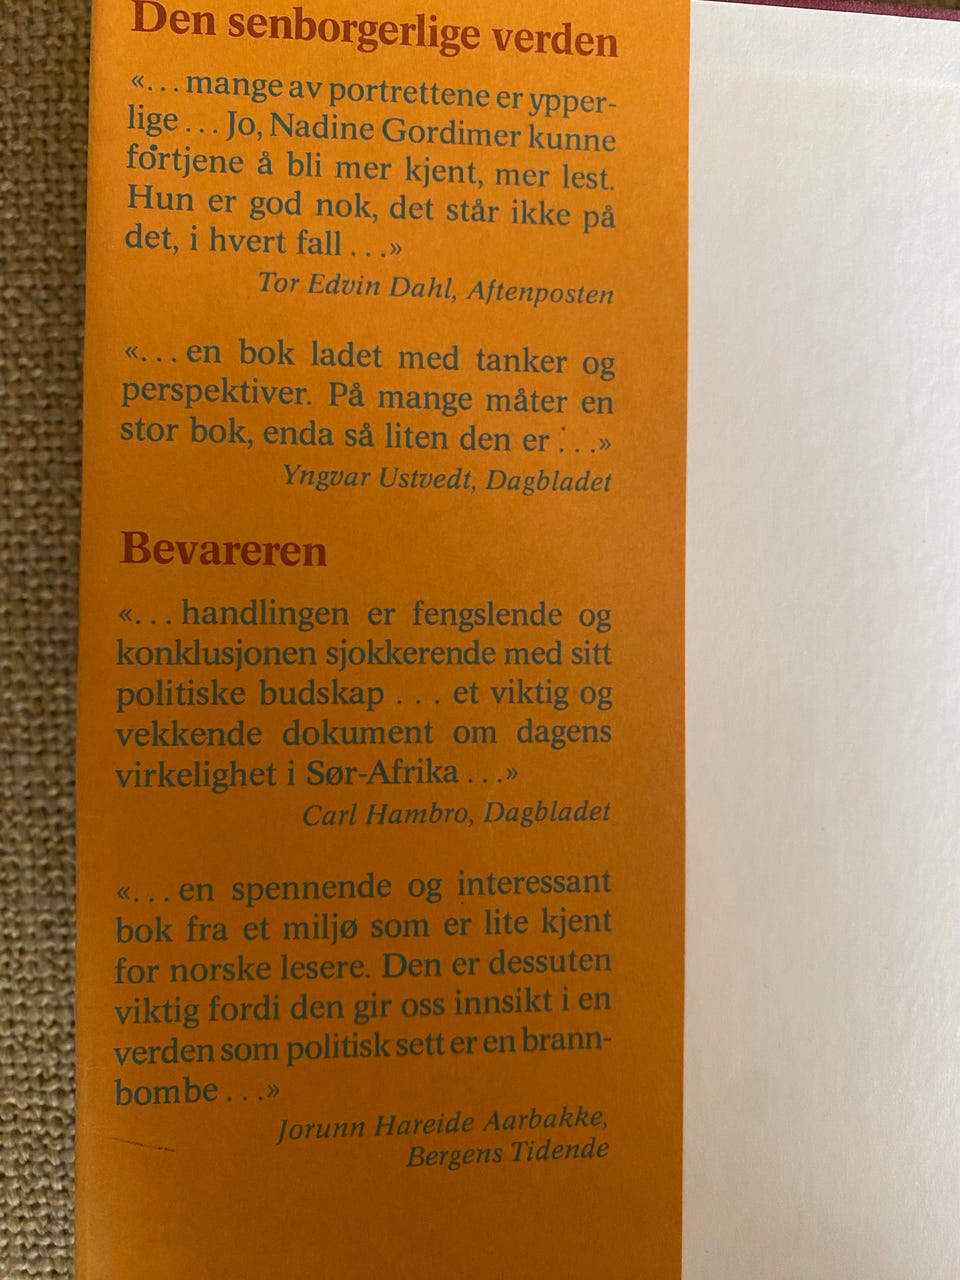 Den senborgerlige verden
«... mange av portrettene er ypper-
lige ... Jo, Nadine Gordimer kunne
fortjene å bli mer kjent, mer lest.
Hun er god nok, det står ikke på
det, i hvert fall ...»
Tor Edvin Dahl, Aftenposten
«... en bok ladet med tanker og
perspektiver. På mange måter en
stor bok, enda så liten den er ...»
Yngvar Ustvedt, Dagbladet
Bevareren
«... handlingen er fengslende og
konklusjonen sjokkerende med sitt
politiske budskap ... et viktig og
vekkende dokument om dagens
virkelighet i Sør-Afrika ...»
Carl Hambro, Dagbladet
«... en spennende og interessant
bok fra et miljø som er lite kjent
for norske lesere. Den er dessuten
viktig fordi den gir oss innsikt i en
verden som politisk sett er en brann-
bombe ...»
Jorunn Hareide Aarbakke,
Bergens Tidende